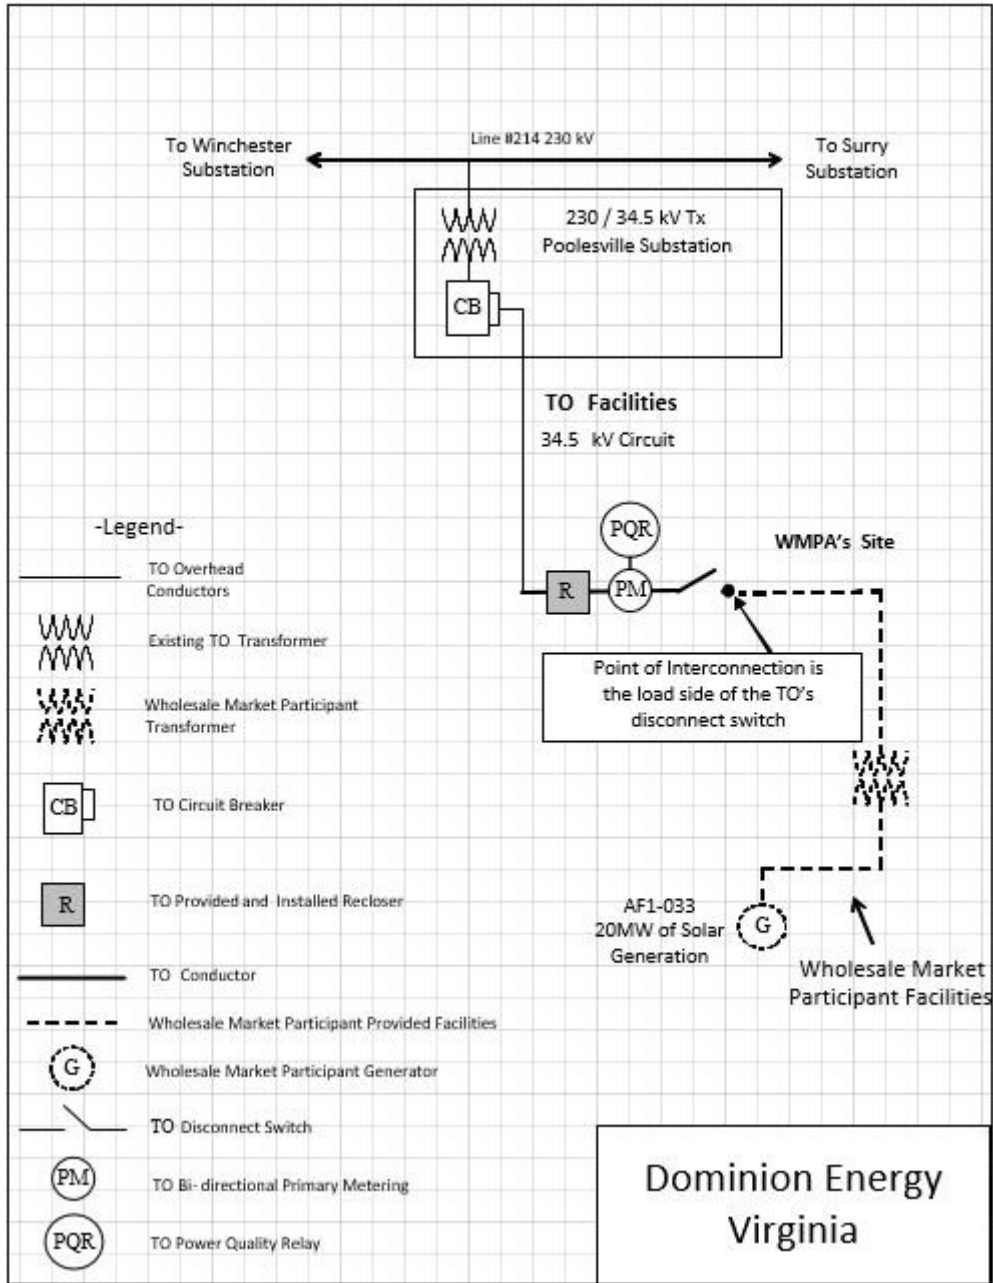 Line #214 230 kV
To Winchester
Substation
To Surry
Substation
230 / 34.5 kV Tx
Poolesville Substation
CB
TO Facilities
34.5 kV Circuit
PQR
WMPA's Site
R
PM
Point of Interconnection is
the load side of the TO's
disconnect switch
AF1-033
20MW of Solar
Generation
G
Wholesale Market
Participant Facilities
-Legend-
TO Overhead
Conductors
Existing TO Transformer
Wholesale Market Participant
Transformer
CB
TO Circuit Breaker
R
TO Provided and Installed Recloser
TO Conductor
Wholesale Market Participant Provided Facilities
G
Wholesale Market Participant Generator
TO Disconnect Switch
PM
TO Bi- directional Primary Metering
PQR
TO Power Quality Relay
Dominion Energy
Virginia